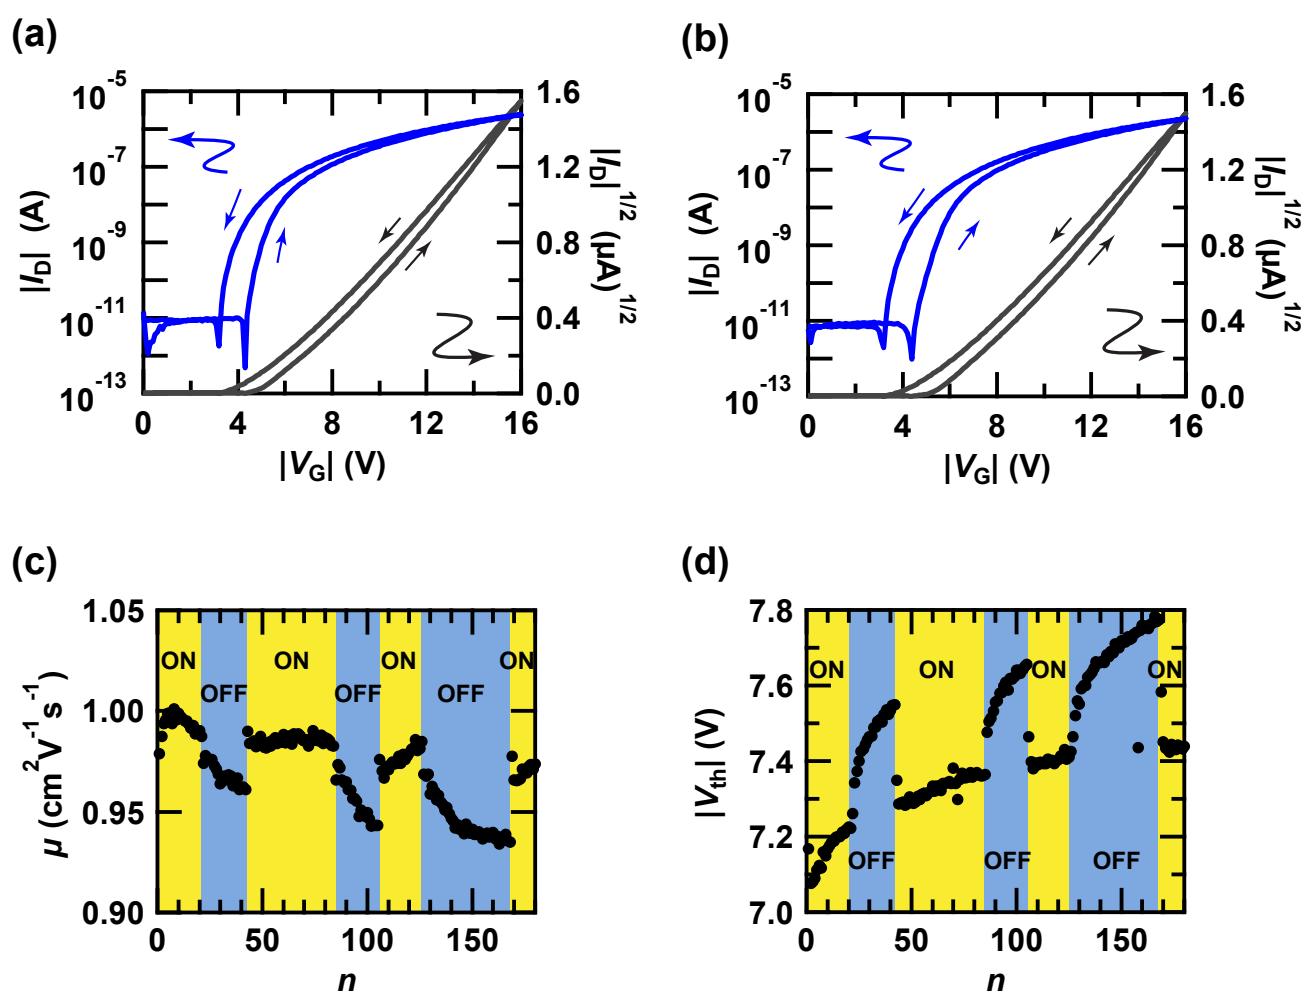 (a)
(b)
10⁻⁵
10⁻⁷
10⁻⁹
10⁻¹¹
10⁻¹³
|I_D| (A)
1.6
1.2
0.8
0.4
0.0
|I_D|^1/2 (µA)^1/2
0 4 8 12 16
|V_G| (V)
10⁻⁵
10⁻⁷
10⁻⁹
10⁻¹¹
10⁻¹³
|I_D| (A)
1.6
1.2
0.8
0.4
0.0
|I_D|^1/2 (µA)^1/2
0 4 8 12 16
|V_G| (V)
(c)
(d)
1.05
1.00
0.95
0.90
µ (cm² V⁻¹ s⁻¹)
ON
OFF
ON
OFF
ON
OFF
ON
0 50 100 150
n
7.8
7.6
7.4
7.2
7.0
|V_th| (V)
ON
OFF
ON
OFF
ON
OFF
ON
0 50 100 150
n